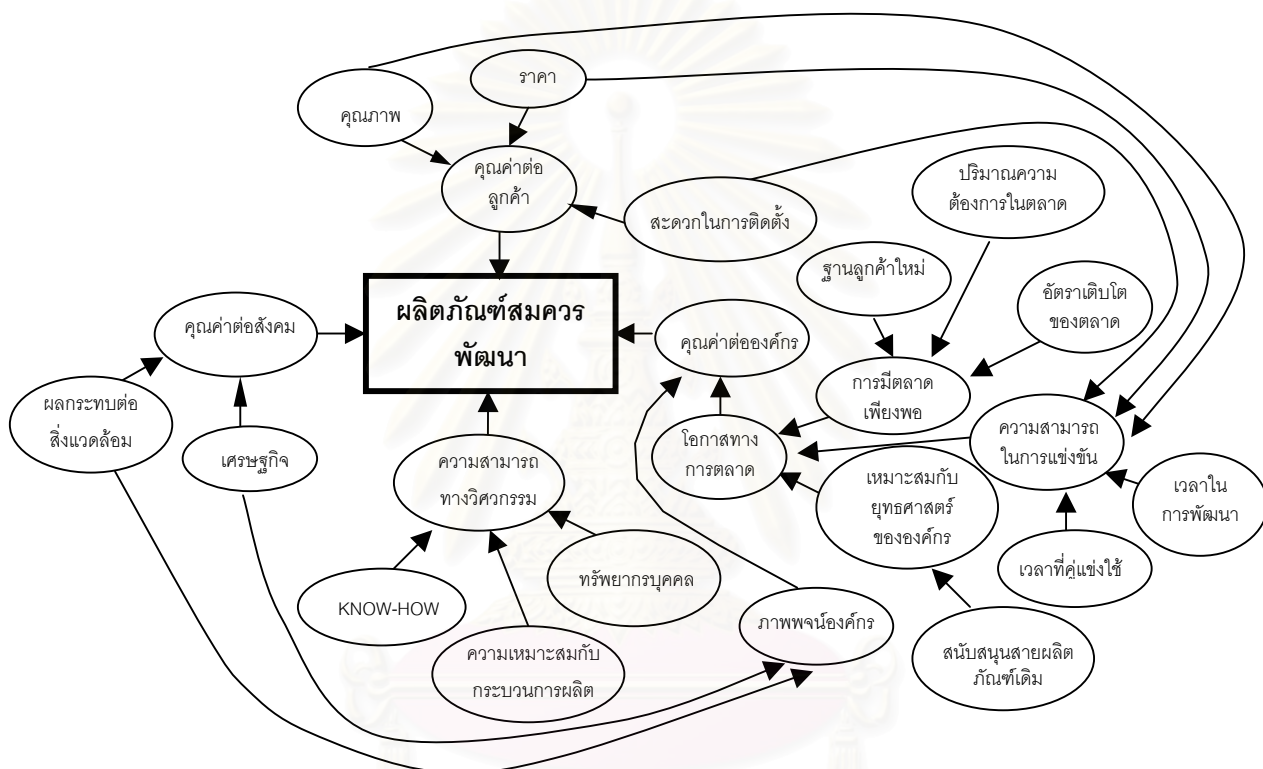 ราคา
คุณภาพ
คุณค่าต่อ
ลูกค้า
สะดวกในการติดตั้ง
ปริมาณความ
ต้องการในตลาด
ฐานลูกค้าใหม่
อัตราเติบโต
ของตลาด
ผลิตภัณฑ์สมควร
พัฒนา
คุณค่าต่อสังคม
คุณค่าต่อองค์กร
การมีตลาด
เพียงพอ
ผลกระทบต่อ
สิ่งแวดล้อม
เศรษฐกิจ
ความสามารถ
ทางวิศวกรรม
โอกาสทาง
การตลาด
ความสามารถ
ในการแข่งขัน
เหมาะสมกับ
ยุทธศาสตร์
ขององค์กร
เวลาใน
การพัฒนา
เวลาที่คู่แข่งใช้
ทรัพยากรบุคคล
KNOW-HOW
ความเหมาะสมกับ
กระบวนการผลิต
ภาพพจน์องค์กร
สนับสนุนสายผลิต
ภัณฑ์เดิม